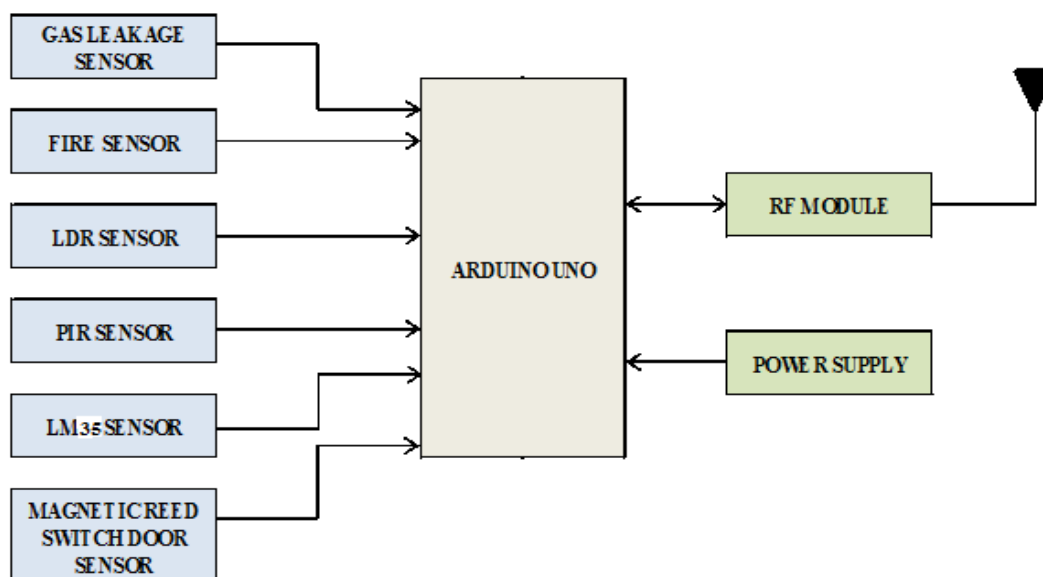 GAS LEAKAGE
SENSOR
FIRE SENSOR
LDR SENSOR
PIR SENSOR
LM35 SENSOR
MAGNETIC REED
SWITCH DOOR
SENSOR
ARDUINO UNO
RF MODULE
POWER SUPPLY